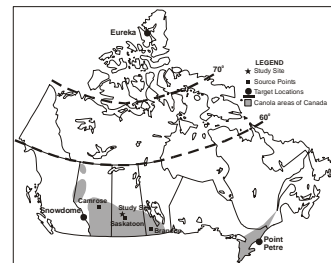 Eureka
70°
LEGEND
Study Site
Source Points
Target Locations
Canola areas of Canada
60°
Camrose
Study Site
Snowdome
Saskatoon
Brandon
Point
Petre